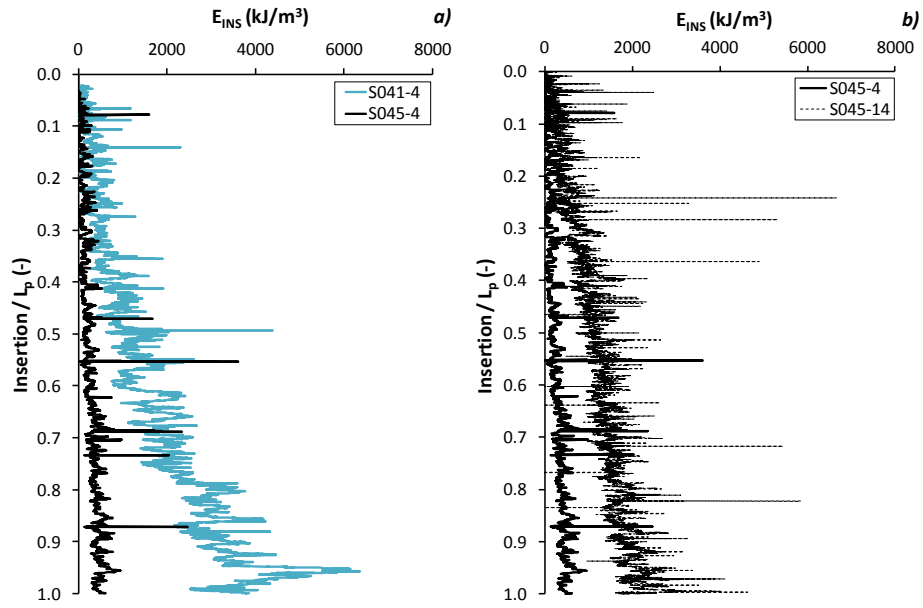 E_INS (kJ/m³) a)
0 2000 4000 6000 8000
0.0
0.1
0.2
0.3
0.4
0.5
0.6
0.7
0.8
0.9
1.0
Insertion / L_p (-)
S041-4
S045-4
E_INS (kJ/m³) b)
0 2000 4000 6000 8000
0.0
0.1
0.2
0.3
0.4
0.5
0.6
0.7
0.8
0.9
1.0
Insertion / L_p (-)
S045-4
S045-14